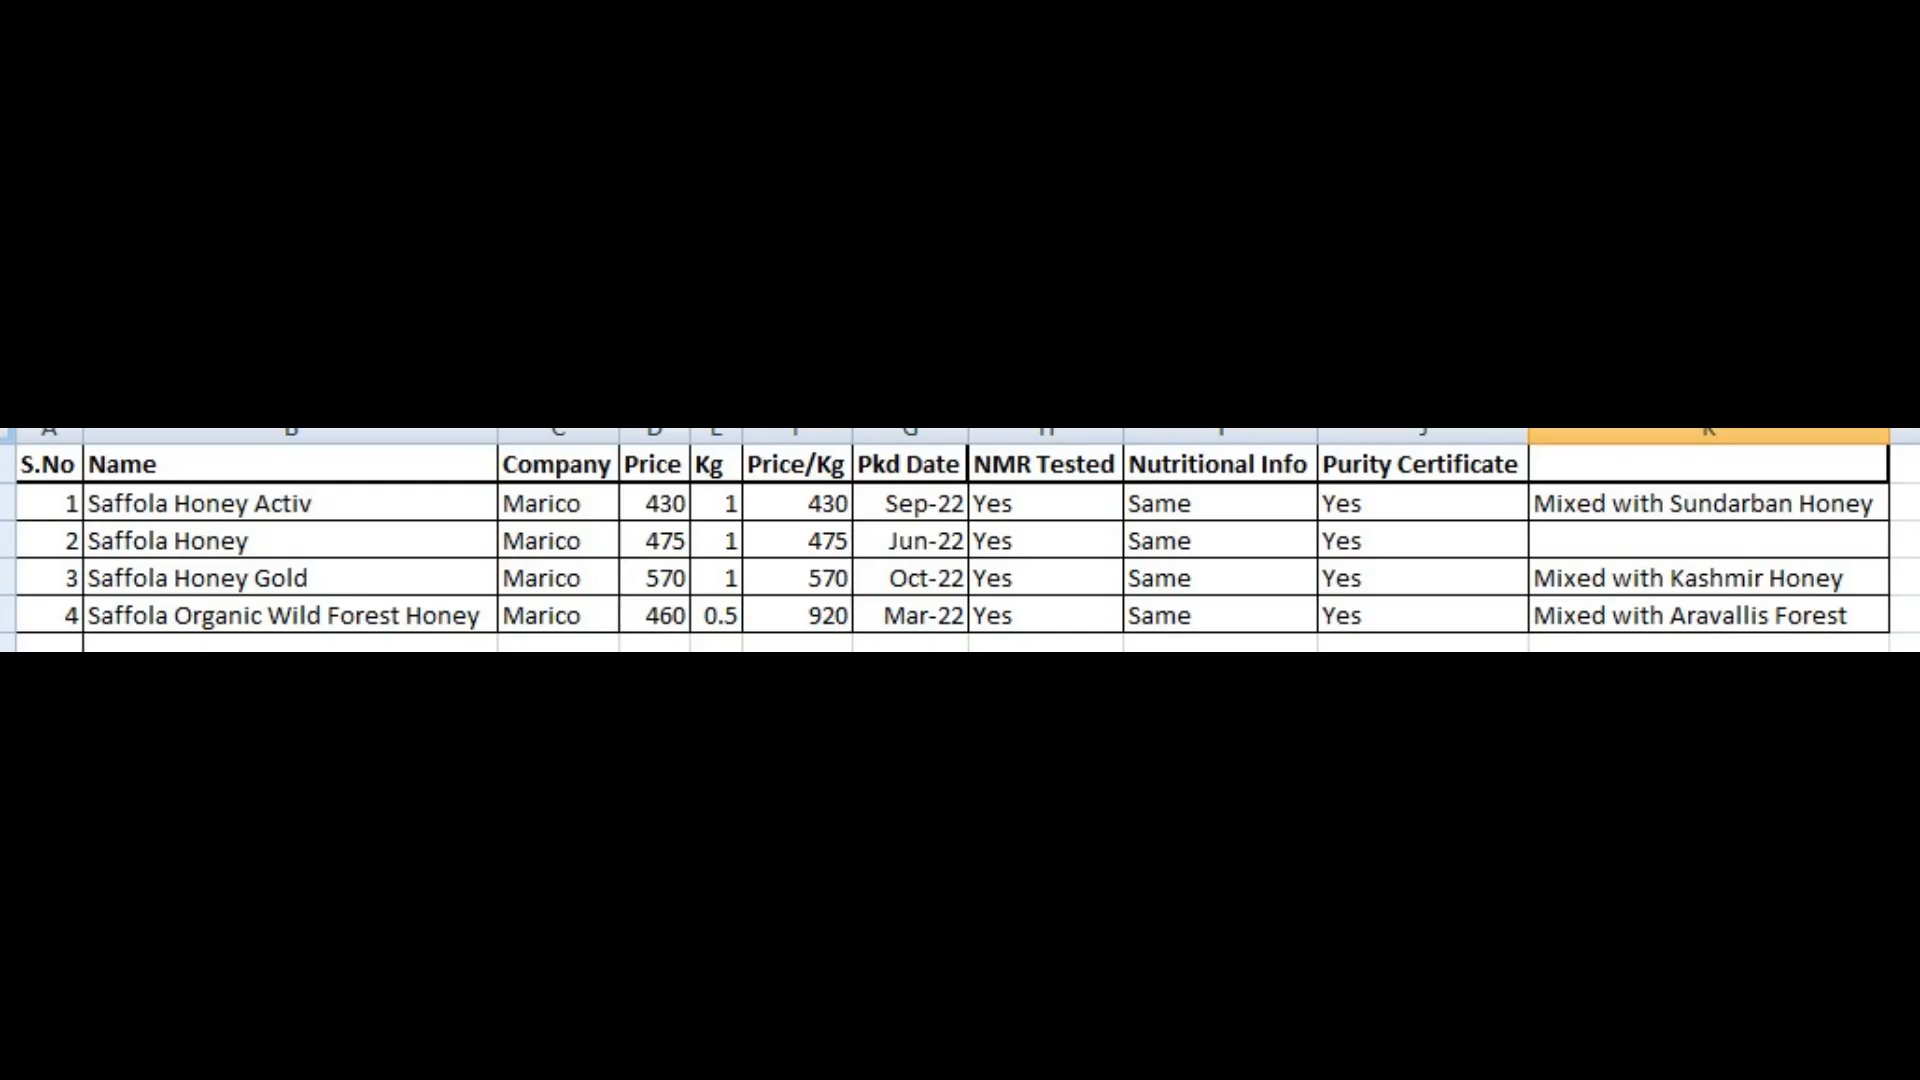 A B C D E F G H I J K
S.No Name Company Price Kg Price/Kg Pkd Date NMR Tested Nutritional Info Purity Certificate
1 Saffola Honey Activ Marico 430 1 430 Sep-22 Yes Same Yes Mixed with Sundarban Honey
2 Saffola Honey Marico 475 1 475 Jun-22 Yes Same Yes
3 Saffola Honey Gold Marico 570 1 570 Oct-22 Yes Same Yes Mixed with Kashmir Honey
4 Saffola Organic Wild Forest Honey Marico 460 0.5 920 Mar-22 Yes Same Yes Mixed with Aravallis Forest